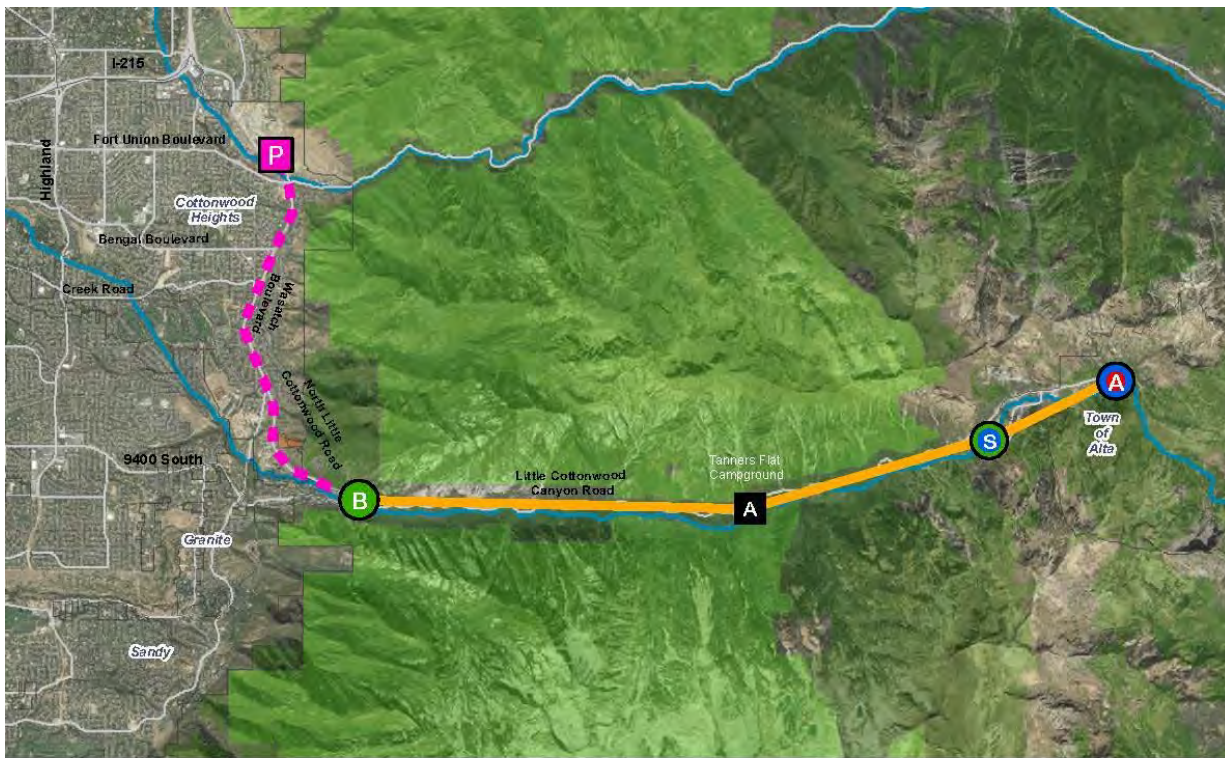 I-215
Fort Union Boulevard
P
Highland
Cottonwood
Heights
Bengal Boulevard
Creek Road
Wasatch
Boulevard
North Little
Cottonwood Road
A
Town
of
Alta
S
9400 South
Tanners Flat
Campground
Little Cottonwood
Canyon Road
B
A
Granite
Sandy